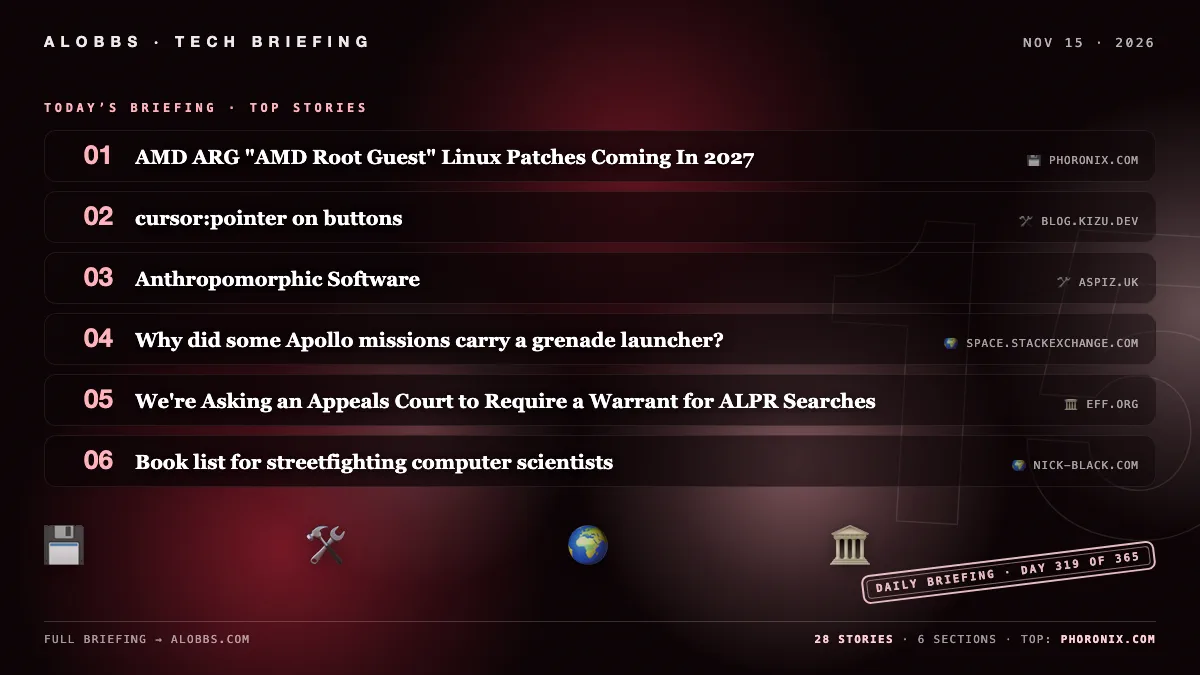 ALOBBS · TECH BRIEFING
NOV 15 · 2026
TODAY’S BRIEFING · TOP STORIES
01 AMD ARG "AMD Root Guest" Linux Patches Coming In 2027 PHORONIX.COM
02 cursor:pointer on buttons BLOG.KIZU.DEV
03 Anthropomorphic Software ASPIZ.UK
04 Why did some Apollo missions carry a grenade launcher? SPACE.STACKEXCHANGE.COM
05 We're Asking an Appeals Court to Require a Warrant for ALPR Searches EFF.ORG
06 Book list for streetfighting computer scientists NICK-BLACK.COM
15
DAILY BRIEFING · DAY 319 OF 365
FULL BRIEFING → ALOBBS.COM
28 STORIES · 6 SECTIONS · TOP: PHORONIX.COM